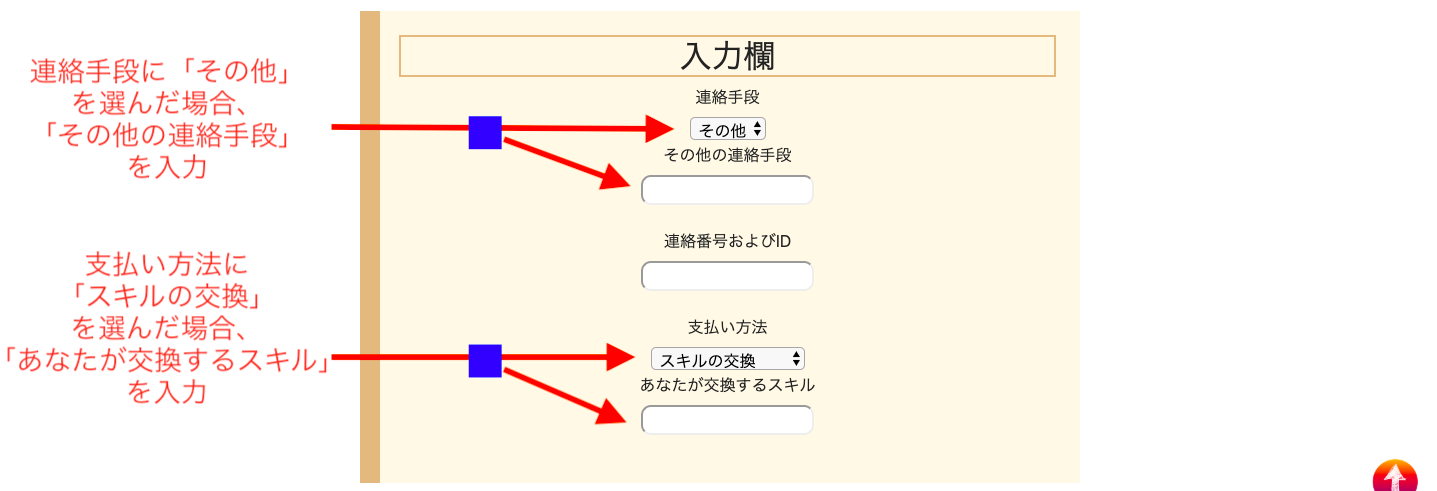 連絡手段に「その他」
を選んだ場合、
「その他の連絡手段」
を入力
支払い方法に
「スキルの交換」
を選んだ場合、
「あなたが交換するスキル」
を入力
入力欄
連絡手段
その他
その他の連絡手段
連絡番号およびID
支払い方法
スキルの交換
あなたが交換するスキル